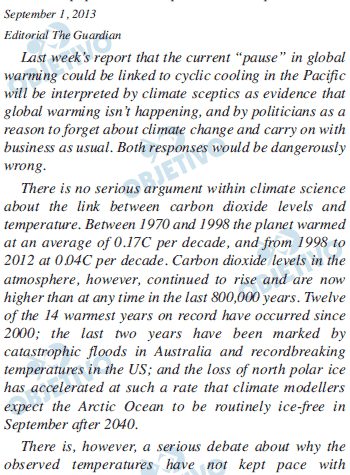 September 1, 2013
Editorial The Guardian
Last week's report that the current “pause” in global
warming could be linked to cyclic cooling in the Pacific
will be interpreted by climate sceptics as evidence that
global warming isn't happening, and by politicians as a
reason to forget about climate change and carry on with
business as usual. Both responses would be dangerously
wrong.
There is no serious argument within climate science
about the link between carbon dioxide levels and
temperature. Between 1970 and 1998 the planet warmed
at an average of 0.17C per decade, and from 1998 to
2012 at 0.04C per decade. Carbon dioxide levels in the
atmosphere, however, continued to rise and are now
higher than at any time in the last 800,000 years. Twelve
of the 14 warmest years on record have occurred since
2000; the last two years have been marked by
catastrophic floods in Australia and recordbreaking
temperatures in the US; and the loss of north polar ice
has accelerated at such a rate that climate modellers
expect the Arctic Ocean to be routinely ice-free in
September after 2040.
There is, however, a serious debate about why the
observed temperatures have not kept pace with
OBJETIVO
OBJETIVO
OBJETIVO
OBJETIVO
OBJETIVO